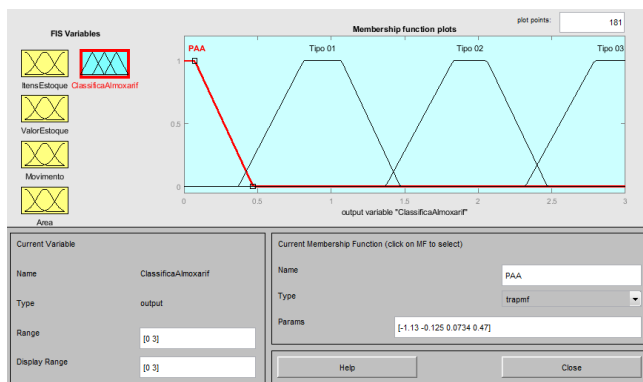 FIS Variables
Membership function plots
plot points:
181
ItensEstoque
ClassificaAlmoxarif
ValorEstoque
Movimento
Area
PAA
Tipo 01
Tipo 02
Tipo 03
1
0.5
0
0
0.5
1
1.5
2
2.5
3
output variable "ClassificaAlmoxarif"
Current Variable
Name
ClassificaAlmoxarif
Type
output
Range
[0 3]
Display Range
[0 3]
Current Membership Function (click on MF to select)
Name
PAA
Type
trapmf
Params
[-1.13 -0.125 0.0734 0.47]
Help
Close